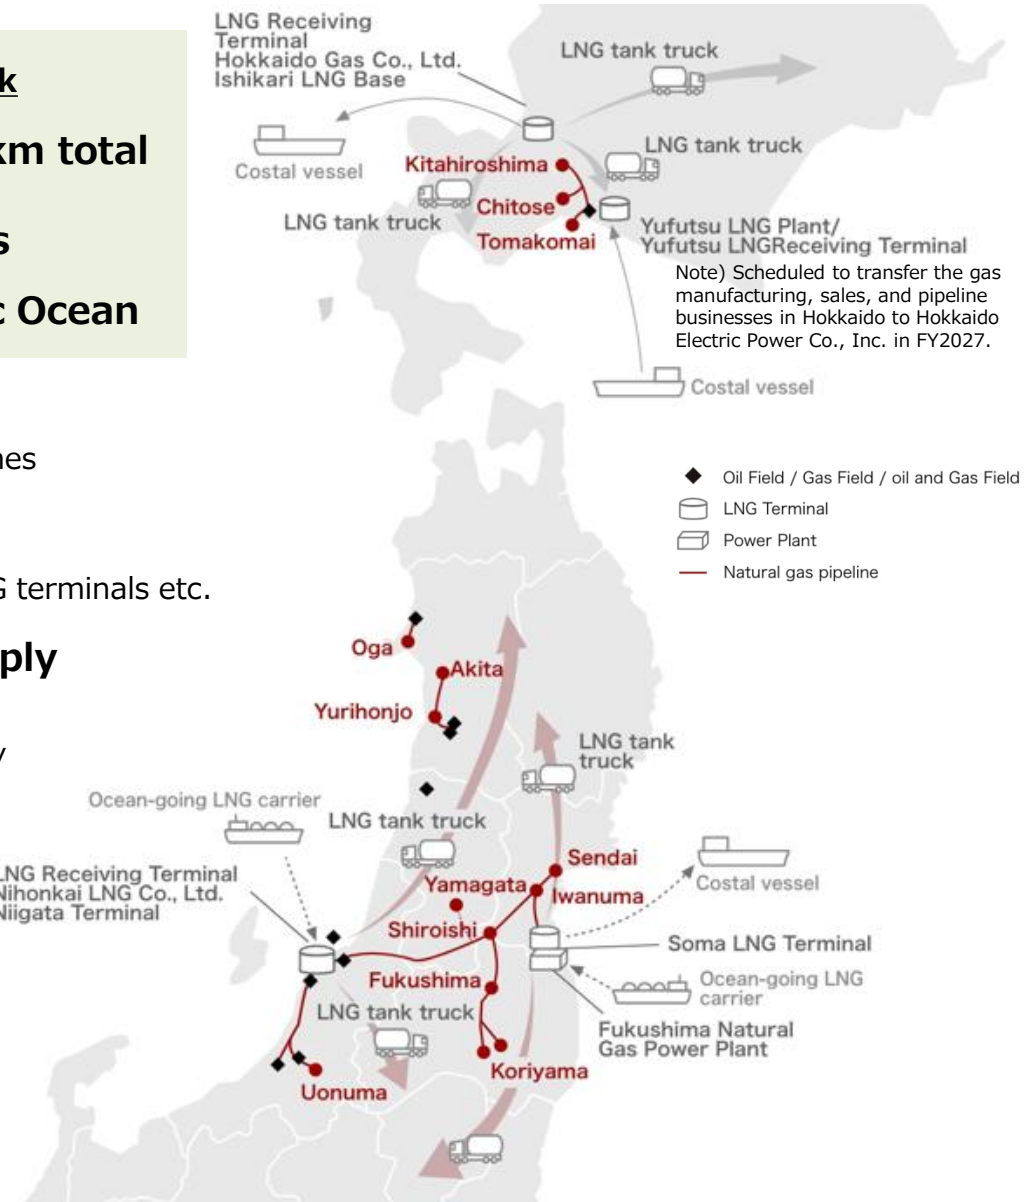 k
km total
s
c Ocean
nes
G terminals etc.
ply
y
LNG Receiving
Terminal
Hokkaido Gas Co., Ltd.
Ishikari LNG Base
LNG tank truck
Costal vessel
Kitahiroshima
LNG tank truck
LNG tank truck
Chitose
Tomakomai
Yufutsu LNG Plant/
Yufutsu LNGReceiving Terminal
Note) Scheduled to transfer the gas
manufacturing, sales, and pipeline
businesses in Hokkaido to Hokkaido
Electric Power Co., Inc. in FY2027.
Costal vessel
Oil Field / Gas Field / oil and Gas Field
LNG Terminal
Power Plant
Natural gas pipeline
Oga
Akita
Yurihonjo
LNG tank
truck
Ocean-going LNG carrier
LNG tank truck
LNG Receiving Terminal
Nihonkai LNG Co., Ltd.
Niigata Terminal
Sendai
Yamagata
Iwanuma
Costal vessel
Shiroishi
Soma LNG Terminal
Fukushima
Ocean-going LNG
carrier
LNG tank truck
Fukushima Natural
Gas Power Plant
Koriyama
Uonuma